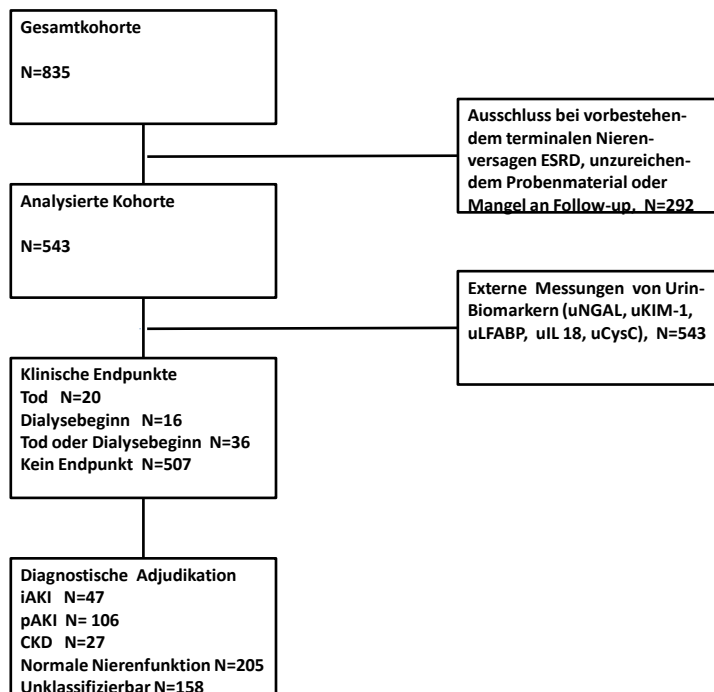 Gesamtkohorte
N=835
Ausschluss bei vorbestehen-
dem terminalen Nieren-
versagen ESRD, unzureichen-
dem Probenmaterial oder
Mangel an Follow-up. N=292
Analysierte Kohorte
N=543
Externe Messungen von Urin-
Biomarkern (uNGAL, uKIM-1,
uLFABP, uIL 18, uCysC), N=543
Klinische Endpunkte
Tod N=20
Dialysebeginn N=16
Tod oder Dialysebeginn N=36
Kein Endpunkt N=507
Diagnostische Adjudikation
iAKI N=47
pAKI N= 106
CKD N=27
Normale Nierenfunktion N=205
Unklassifizierbar N=158